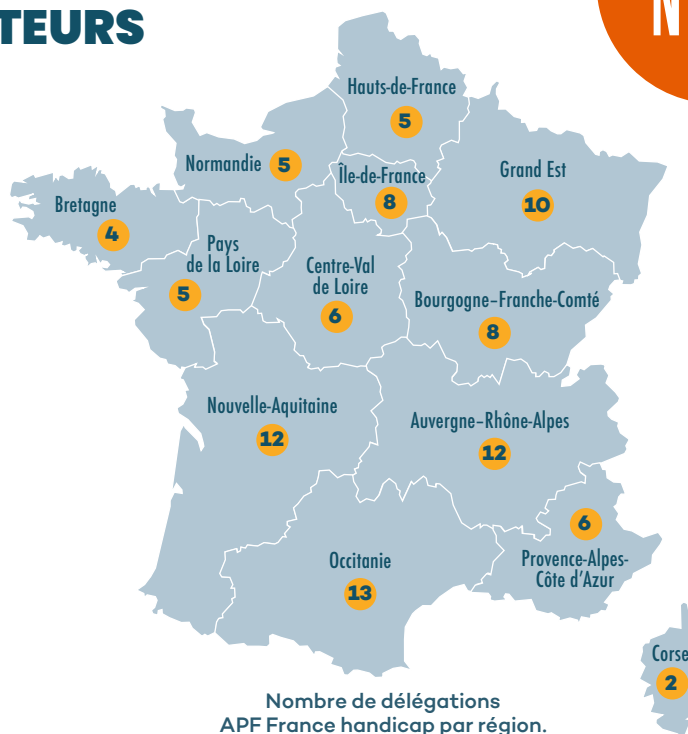 TEURS
N
Hauts-de-France
5
Normandie 5
Île-de-France
8
Grand Est
10
Bretagne
4
Pays
de la Loire
5
Centre-Val
de Loire
6
Bourgogne–Franche-Comté
8
Nouvelle-Aquitaine
12
Auvergne–Rhône-Alpes
12
6
Provence-Alpes-
Côte d'Azur
Occitanie
13
Corse
2
Nombre de délégations
APF France handicap par région.